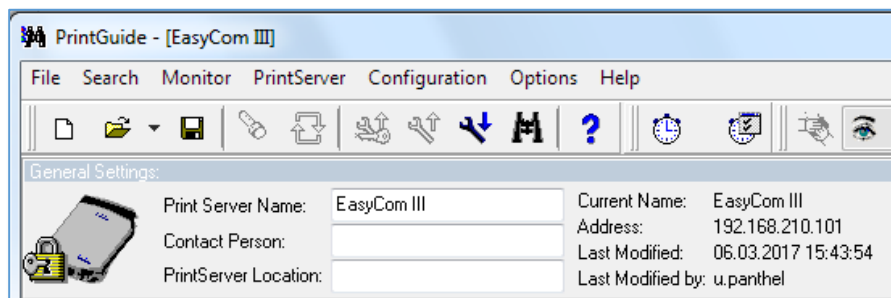 PrintGuide - [EasyCom III]
File Search Monitor PrintServer Configuration Options Help
General Settings:
Print Server Name: EasyCom III
Contact Person:
PrintServer Location:
Current Name: EasyCom III
Address: 192.168.210.101
Last Modified: 06.03.2017 15:43:54
Last Modified by: u.panthel